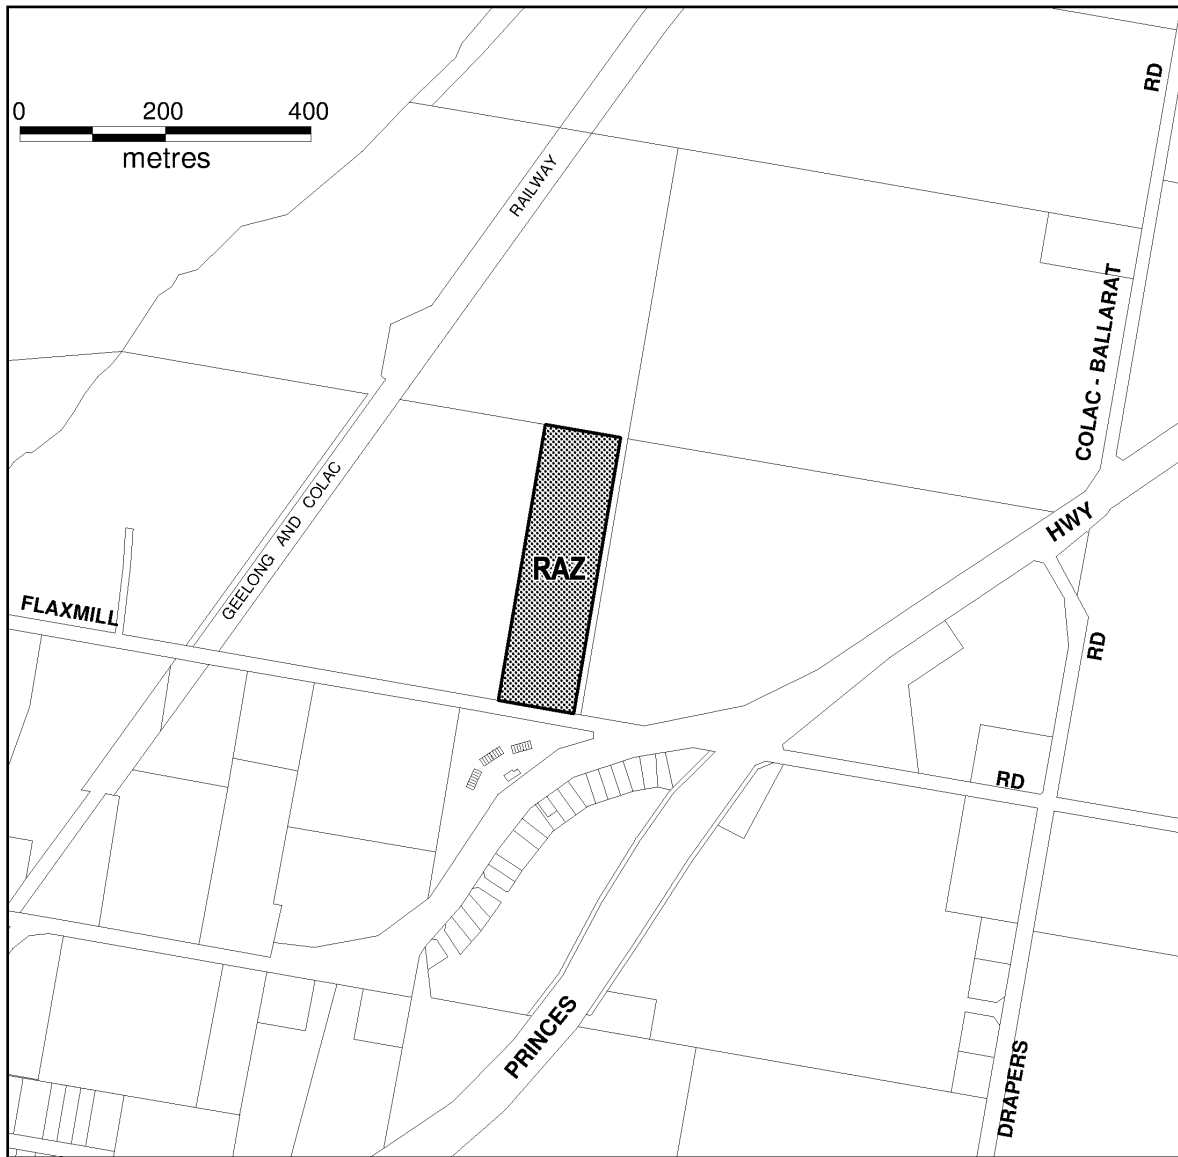 RD
0 200 400
metres
RAILWAY
COLAC - BALLARAT
GEELONG AND COLAC
HWY
RAZ
FLAXMILL
RD
RD
PRINCES
DRAPERS